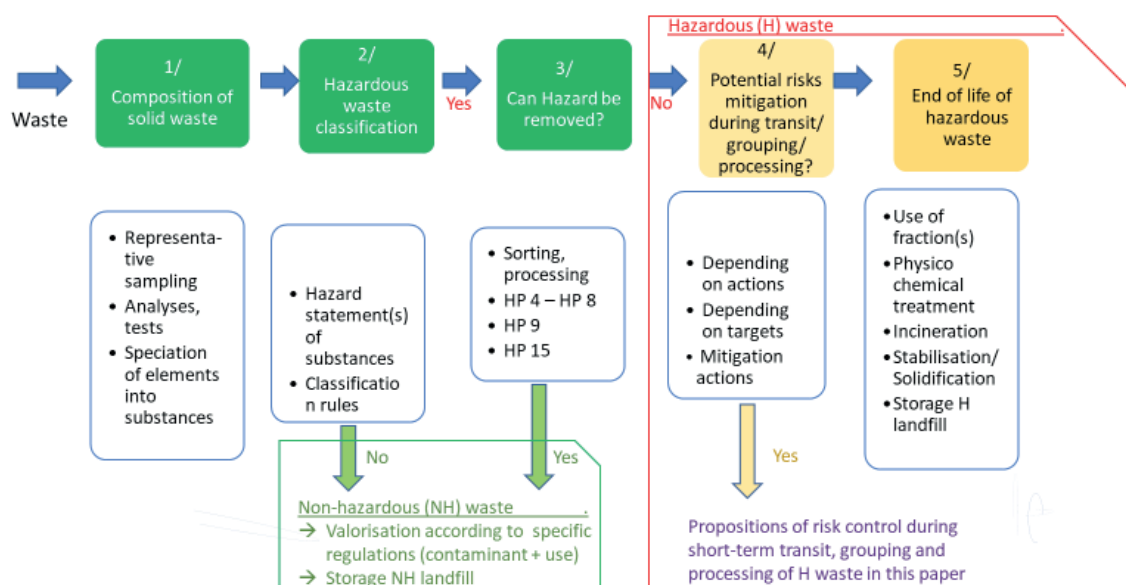 Hazardous (H) waste .
Waste
1/
Composition of
solid waste
2/
Hazardous
waste
classification
Yes
3/
Can Hazard be
removed?
No
4/
Potential risks
mitigation
during transit/
grouping/
processing?
5/
End of life of
hazardous
waste
• Representa-
tive
sampling
• Analyses,
tests
• Speciation
of elements
into
substances
• Hazard
statement(s)
of
substances
• Classificatio
n rules
• Sorting,
processing
• HP 4 – HP 8
• HP 9
• HP 15
• Depending
on actions
• Depending
on targets
• Mitigation
actions
• Use of
fraction(s)
• Physico
chemical
treatment
• Incineration
• Stabilisation/
Solidification
• Storage H
landfill
No
Yes
Yes
Non-hazardous (NH) waste .
→ Valorisation according to specific
regulations (contaminant + use)
→ Storage NH landfill
Propositions of risk control during
short-term transit, grouping and
processing of H waste in this paper